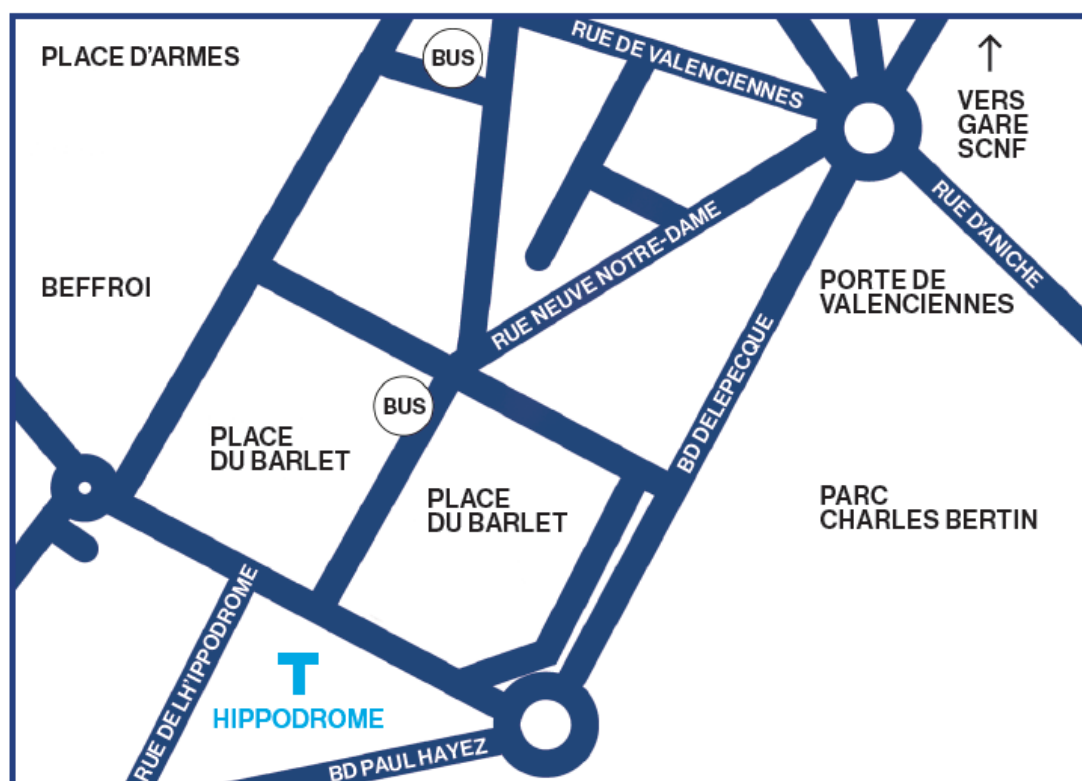 PLACE D'ARMES
BUS
RUE DE VALENCIENNES
↑
VERS
GARE
SCNF
RUE D'ANICHE
BEFFROI
RUE NEUVE NOTRE-DAME
PORTE DE
VALENCIENNES
BUS
PLACE
DU BARLET
BD DELEPECQUE
PLACE
DU BARLET
PARC
CHARLES BERTIN
RUE DE LH'IPPODROME
T
HIPPODROME
BD PAUL HAYEZ